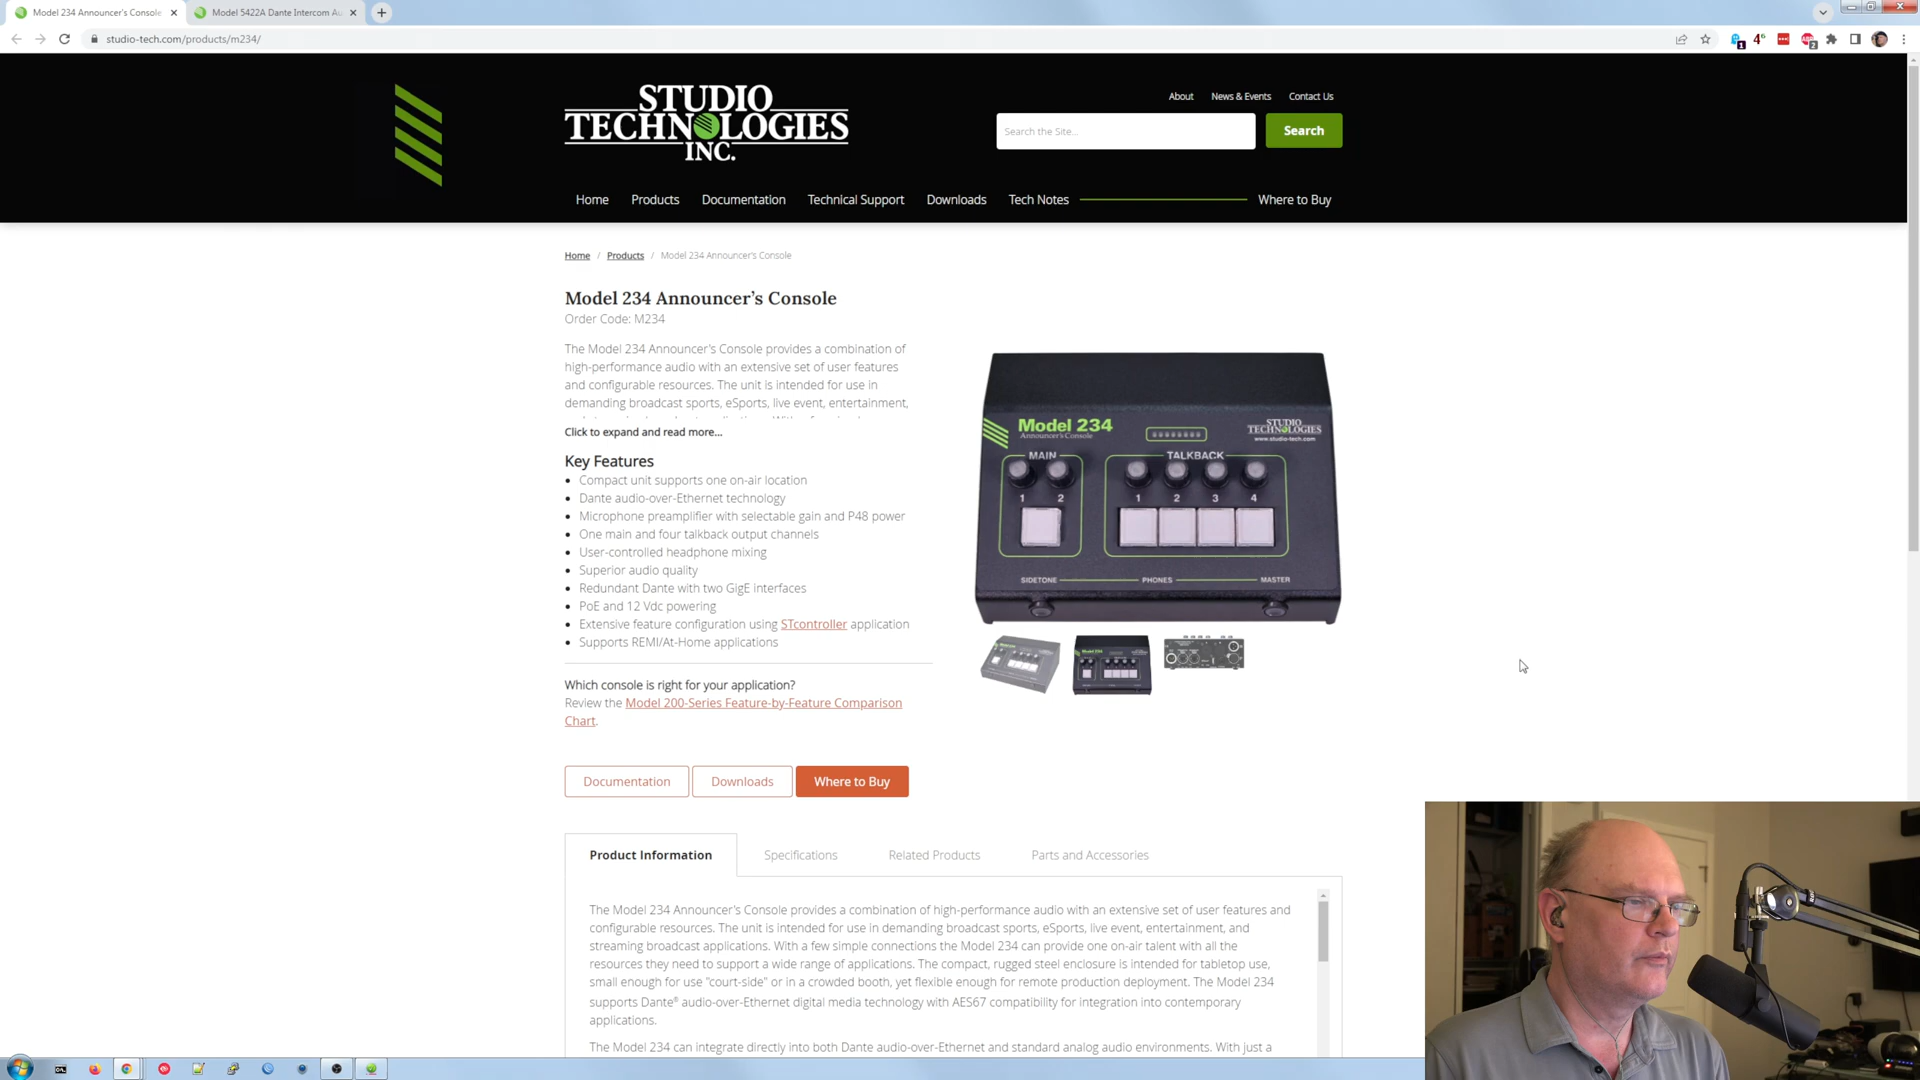 Model 234 Announcer's Console
Model 5422A Dante Intercom Au
studio-tech.com/products/m234/
STUDIO
TECHNOLOGIES
INC.
About News & Events Contact Us
Search the Site...
Search
Home Products Documentation Technical Support Downloads Tech Notes Where to Buy
Home / Products / Model 234 Announcer's Console
Model 234 Announcer's Console
Order Code: M234
The Model 234 Announcer's Console provides a combination of
high-performance audio with an extensive set of user features
and configurable resources. The unit is intended for use in
demanding broadcast sports, eSports, live event, entertainment,
Click to expand and read more...
Key Features
• Compact unit supports one on-air location
• Dante audio-over-Ethernet technology
• Microphone preamplifier with selectable gain and P48 power
• One main and four talkback output channels
• User-controlled headphone mixing
• Superior audio quality
• Redundant Dante with two GigE interfaces
• PoE and 12 Vdc powering
• Extensive feature configuration using STcontroller application
• Supports REMI/At-Home applications
Model 234
Announcer's Console
STUDIO
TECHNOLOGIES
www.studio-tech.com
MAIN TALKBACK
1 2 1 2 3 4
SIDETONE PHONES MASTER
Which console is right for your application?
Review the Model 200-Series Feature-by-Feature Comparison
Chart.
Documentation Downloads Where to Buy
Product Information Specifications Related Products Parts and Accessories
The Model 234 Announcer's Console provides a combination of high-performance audio with an extensive set of user features and
configurable resources. The unit is intended for use in demanding broadcast sports, eSports, live event, entertainment, and
streaming broadcast applications. With a few simple connections the Model 234 can provide one on-air talent with all the
resources they need to support a wide range of applications. The compact, rugged steel enclosure is intended for tabletop use,
small enough for use "court-side" or in a crowded booth, yet flexible enough for remote production deployment. The Model 234
supports Dante® audio-over-Ethernet digital media technology with AES67 compatibility for integration into contemporary
applications.
The Model 234 can integrate directly into both Dante audio-over-Ethernet and standard analog audio environments. With just a